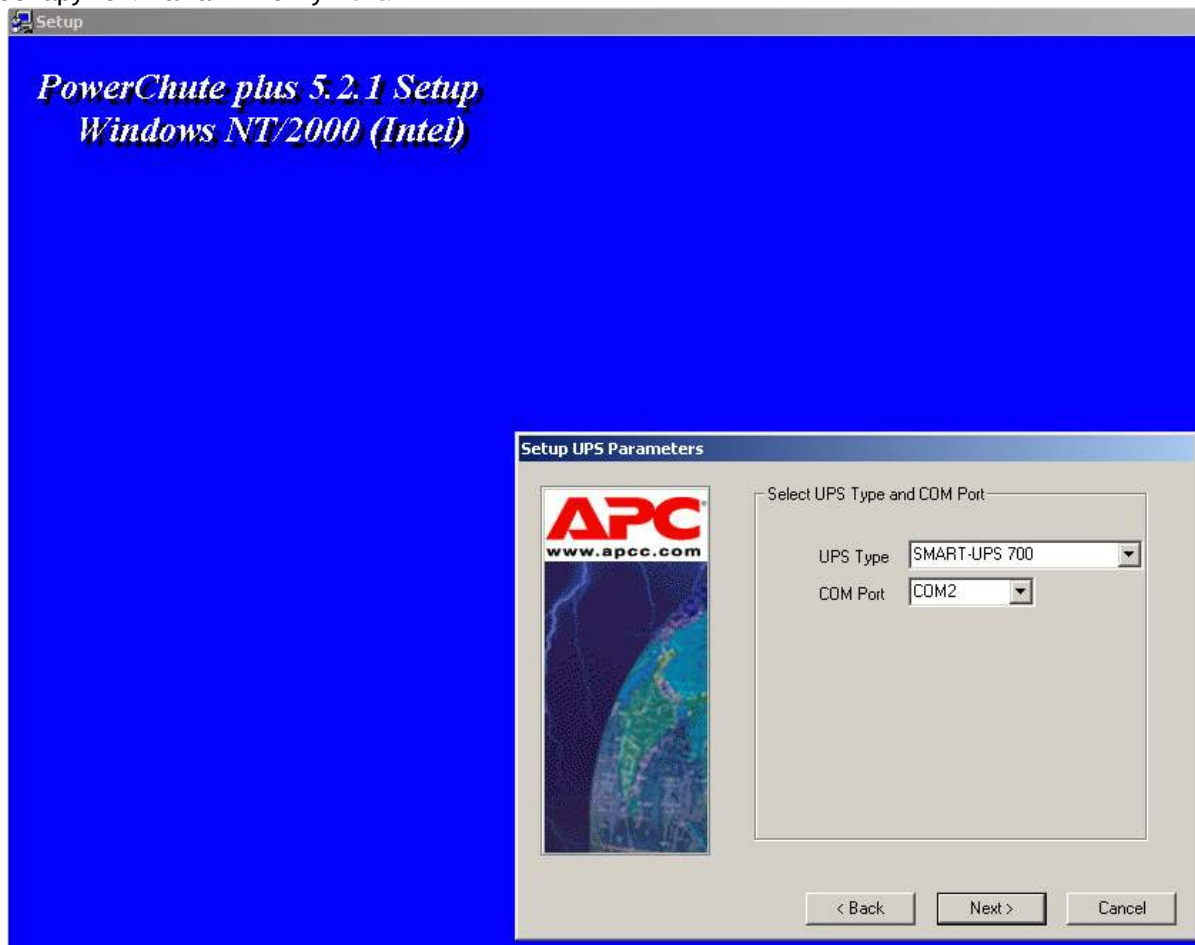 Setup
PowerChute plus 5.2.1 Setup
Windows NT/2000 (Intel)
Setup UPS Parameters
APC
www.apcc.com
Select UPS Type and COM Port
UPS Type SMART-UPS 700
COM Port COM2
< Back Next > Cancel